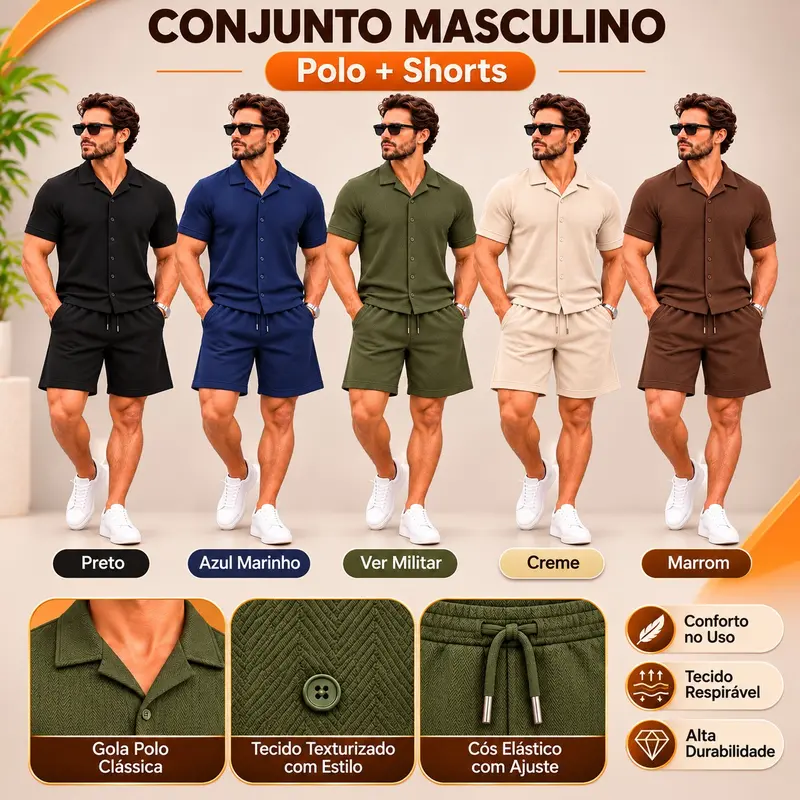 CONJUNTO MASCULINO
Polo + Shorts
Preto
Azul Marinho
Ver Militar
Creme
Marrom
Gola Polo
Clássica
Tecido Texturizado
com Estilo
Cós Elástico
com Ajuste
Conforto
no Uso
Tecido
Respirável
Alta
Durabilidade